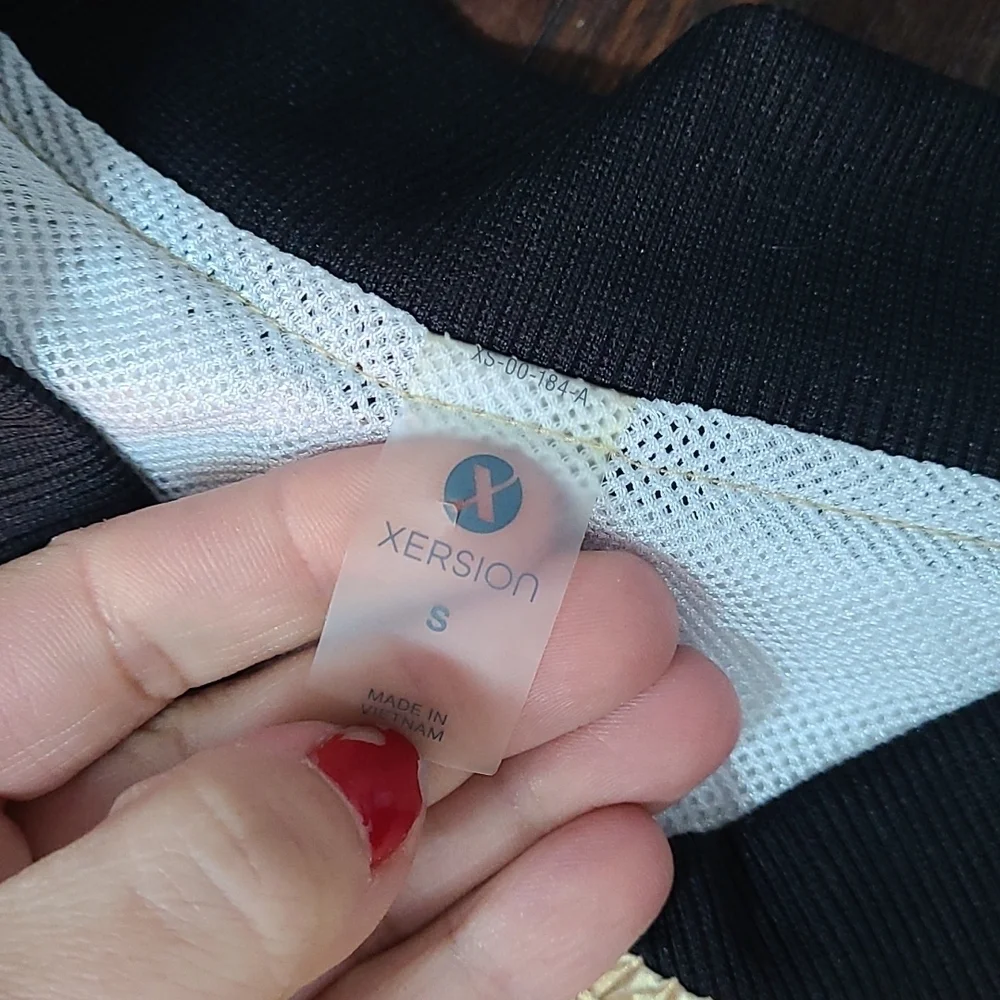 XS-00-184-A
X
XERSION
S
MADE IN
VIETNAM